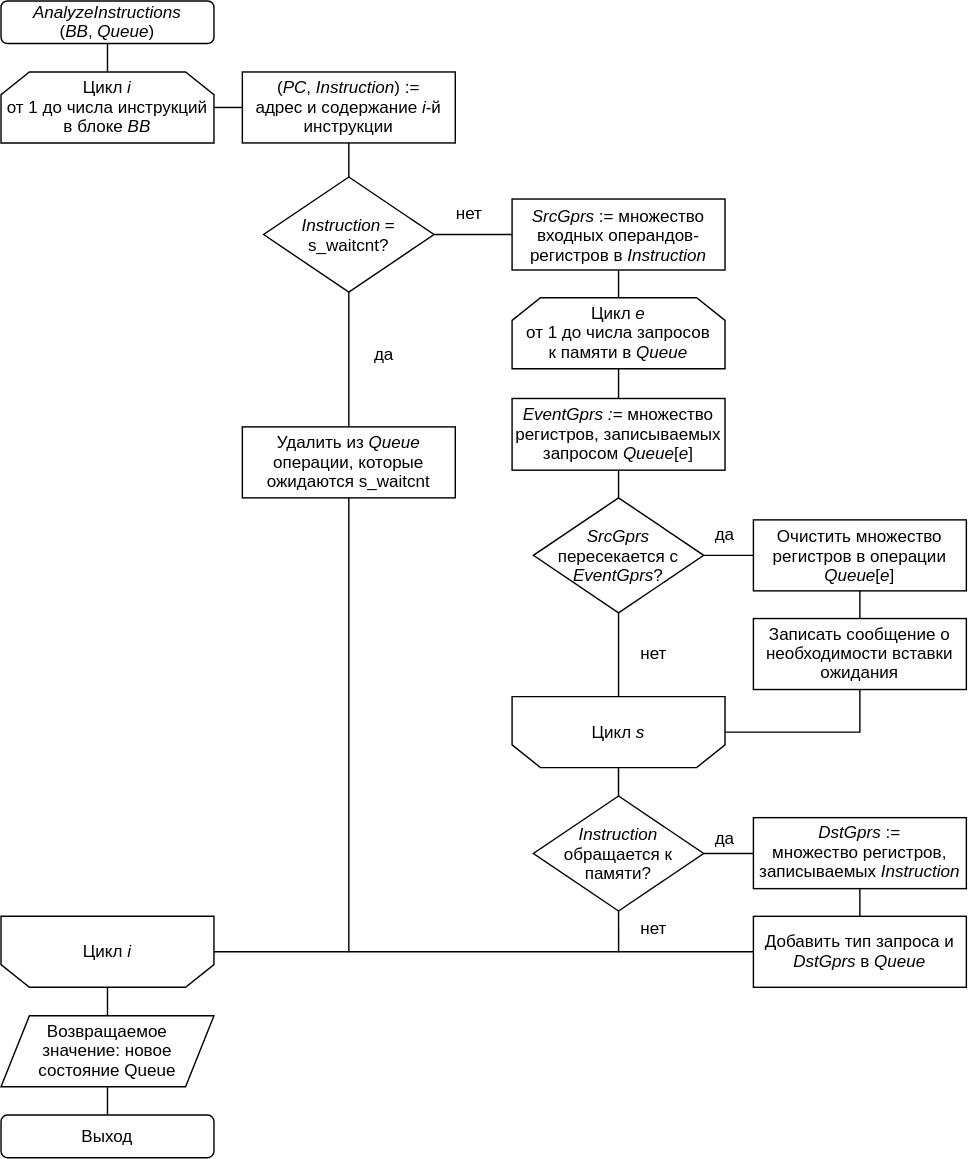 AnalyzeInstructions
(BB, Queue)
Цикл i
от 1 до числа инструкций
в блоке BB
(PC, Instruction) :=
адрес и содержание i-й
инструкции
Instruction =
s_waitcnt?
нет
SrcGprs := множество
входных операндов-
регистров в Instruction
Цикл e
от 1 до числа запросов
к памяти в Queue
да
EventGprs := множество
регистров, записываемых
запросом Queue[e]
Удалить из Queue
операции, которые
ожидаются s_waitcnt
SrcGprs
пересекается с
EventGprs?
да
Очистить множество
регистров в операции
Queue[e]
Записать сообщение о
необходимости вставки
ожидания
нет
Цикл s
Instruction
обращается к
памяти?
да
DstGprs :=
множество регистров,
записываемых Instruction
нет
Добавить тип запроса и
DstGprs в Queue
Цикл i
Возвращаемое
значение: новое
состояние Queue
Выход